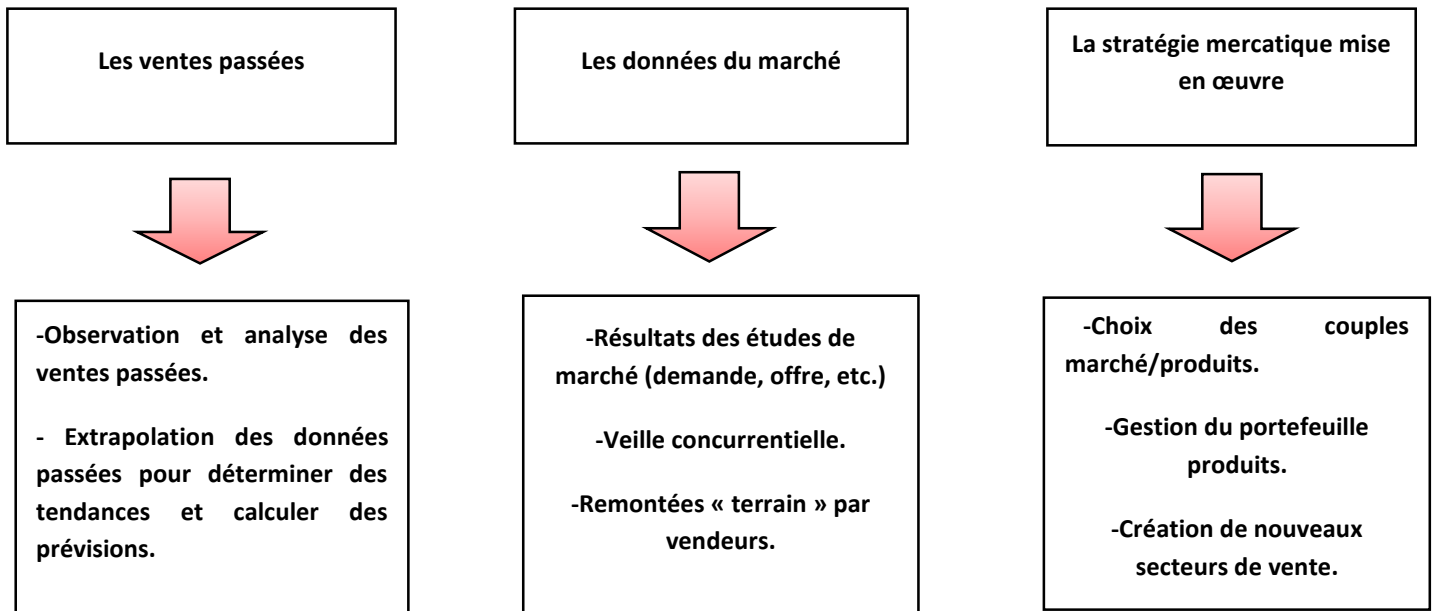 Les ventes passées
Les données du marché
La stratégie mercatique mise
en œuvre
-Observation et analyse des
ventes passées.
- Extrapolation des données
passées pour déterminer des
tendances et calculer des
prévisions.
-Résultats des études de
marché (demande, offre, etc.)
-Veille concurrentielle.
-Remontées « terrain » par
vendeurs.
-Choix des couples
marché/produits.
-Gestion du portefeuille
produits.
-Création de nouveaux
secteurs de vente.